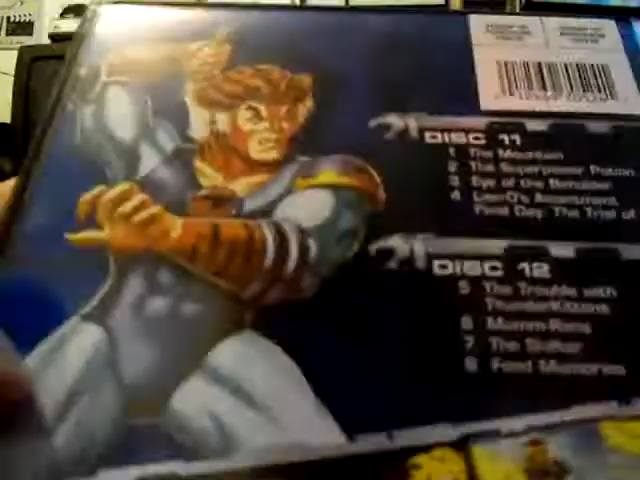 DISC 11
1 The Mountain
2 The Superpower Potion
3 Eye of the Beholder
4 Lion-O's Anointment
Final Day: The Trial of
DISC 12
5 The Trouble with
ThunderKittens
6 Mumm-Rana
7 The Shifter
8 Fond Memories